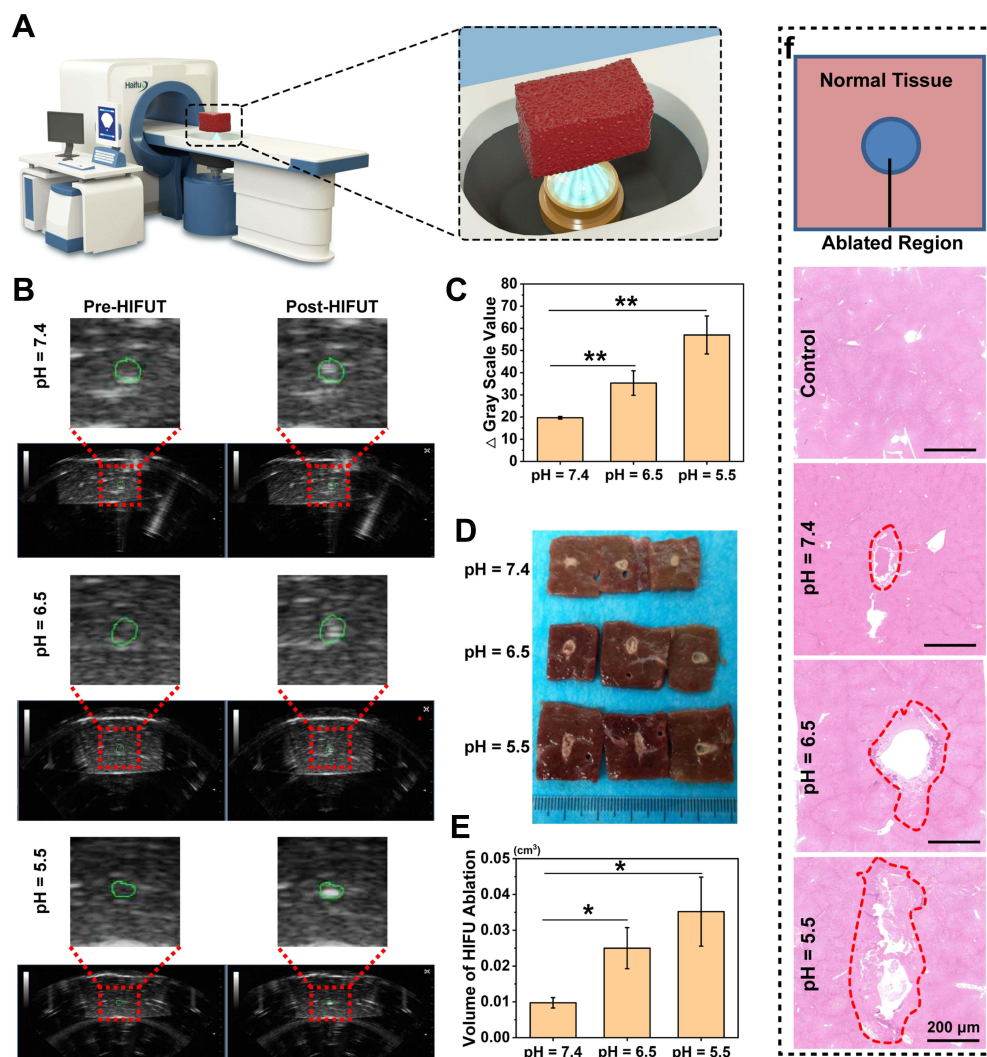 A
Haifu
B
Pre-HIFUT
Post-HIFUT
pH = 7.4
pH = 6.5
pH = 5.5
C
80
70
60
50
40
30
20
10
0
△ Gray Scale Value
**
**
pH = 7.4
pH = 6.5
pH = 5.5
D
pH = 7.4
pH = 6.5
pH = 5.5
E
(cm³)
0.05
0.04
0.03
0.02
0.01
0.00
Volume of HIFU Ablation
*
*
pH = 7.4
pH = 6.5
pH = 5.5
f
Normal Tissue
Ablated Region
Control
pH = 7.4
pH = 6.5
pH = 5.5
200 μm